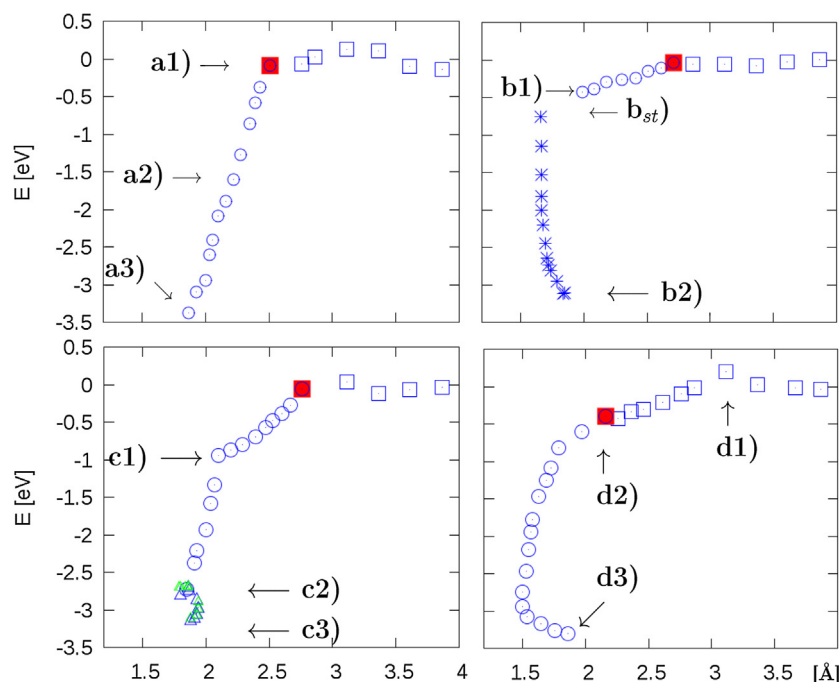 0.5
0
-0.5
-1
-1.5
-2
-2.5
-3
-3.5
E [eV]
a1)
a2)
a3)
b1)
b_st)
b2)
0.5
0
-0.5
-1
-1.5
-2
-2.5
-3
-3.5
E [eV]
c1)
c2)
c3)
d1)
d2)
d3)
1.5 2 2.5 3 3.5 4
1.5 2 2.5 3 3.5 [Å]